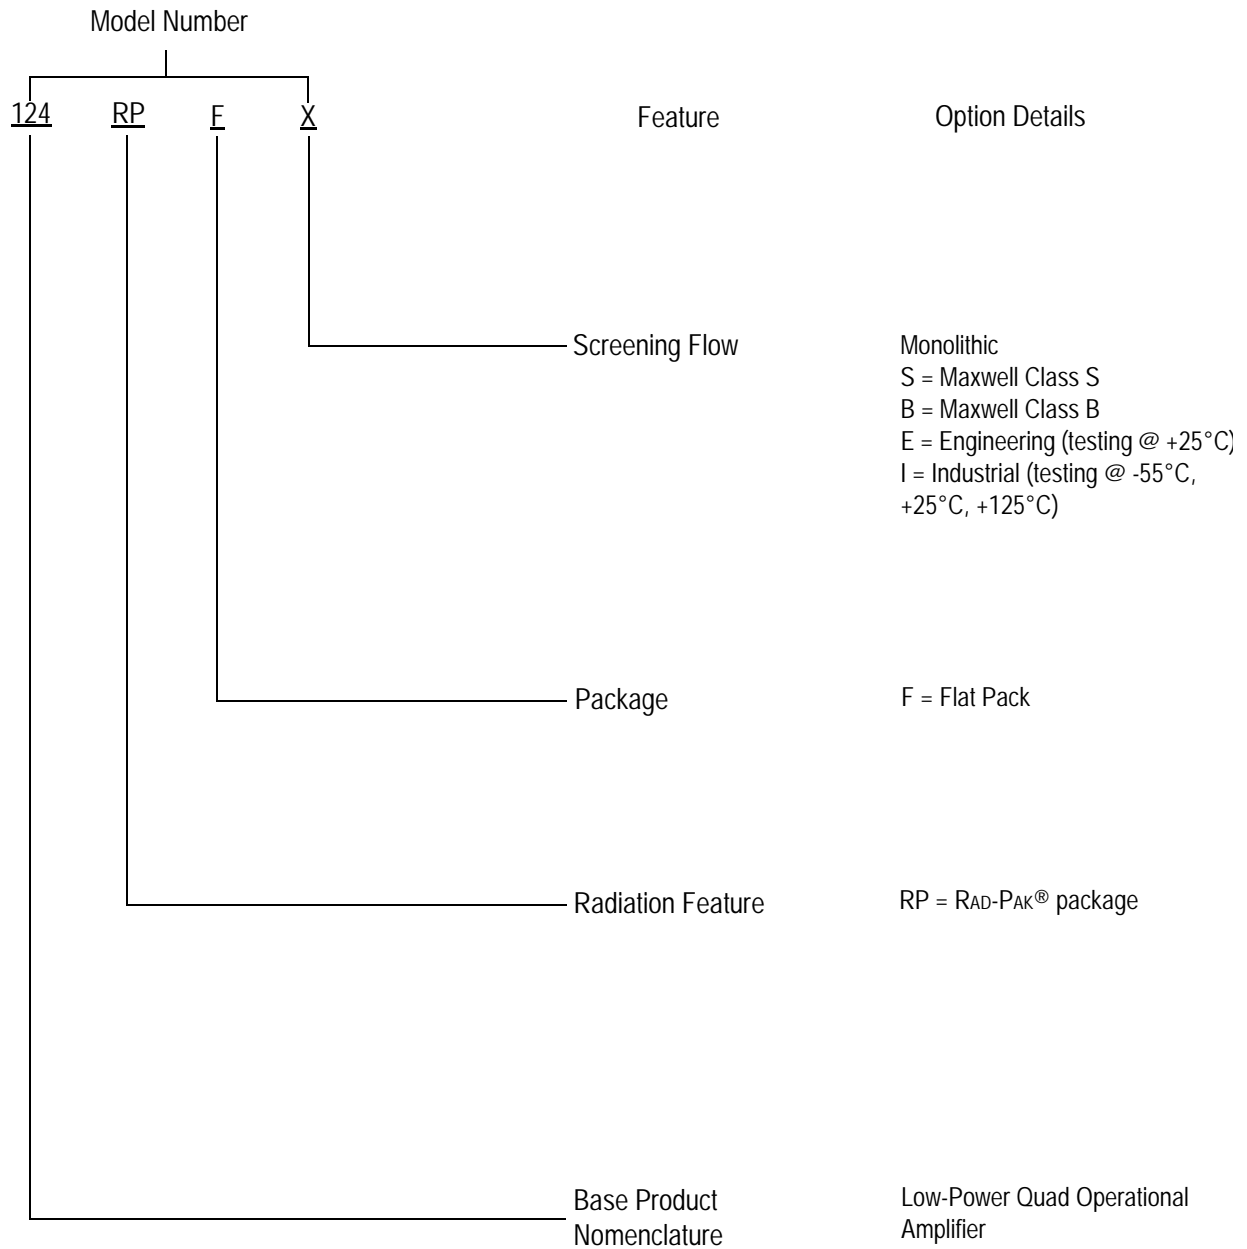 Model Number
124 RP F X
Feature
Option Details
Screening Flow
Monolithic
S = Maxwell Class S
B = Maxwell Class B
E = Engineering (testing @ +25°C)
I = Industrial (testing @ -55°C,
+25°C, +125°C)
Package
F = Flat Pack
Radiation Feature
RP = RAD-PAK® package
Base Product
Nomenclature
Low-Power Quad Operational
Amplifier